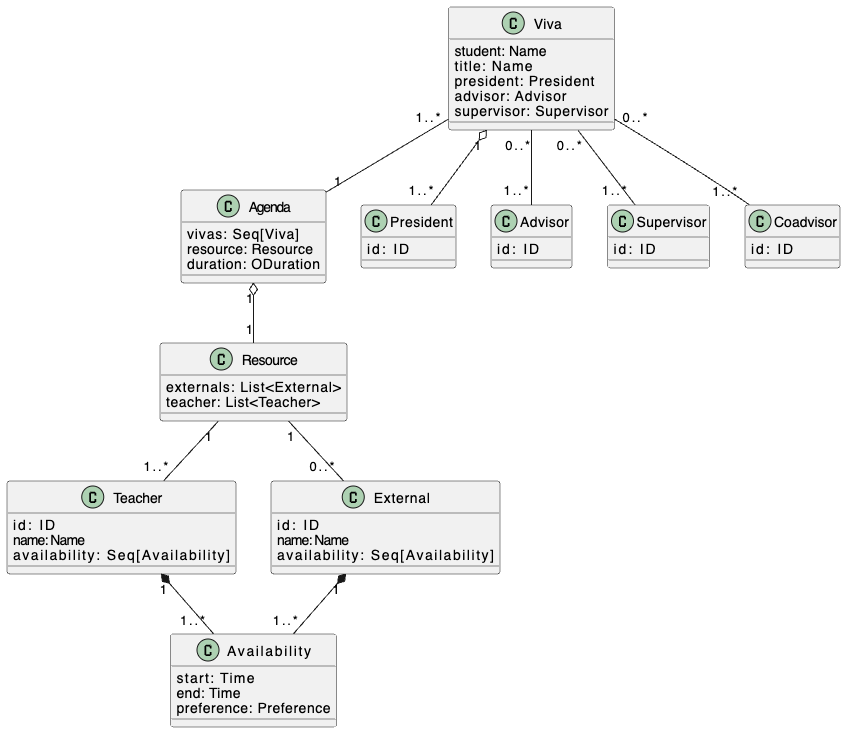 C Viva
student: Name
title: Name
president: President
advisor: Advisor
supervisor: Supervisor
1..*
1
0..*
0..*
0..*
1
1..*
1..*
1..*
1..*
C Agenda
vivas: Seq[Viva]
resource: Resource
duration: ODuration
C President
id: ID
C Advisor
id: ID
C Supervisor
id: ID
C Coadvisor
id: ID
1
1
C Resource
externals: List<External>
teacher: List<Teacher>
1
1
1..*
0..*
C Teacher
id: ID
name: Name
availability: Seq[Availability]
C External
id: ID
name: Name
availability: Seq[Availability]
1
1
1..*
1..*
C Availability
start: Time
end: Time
preference: Preference